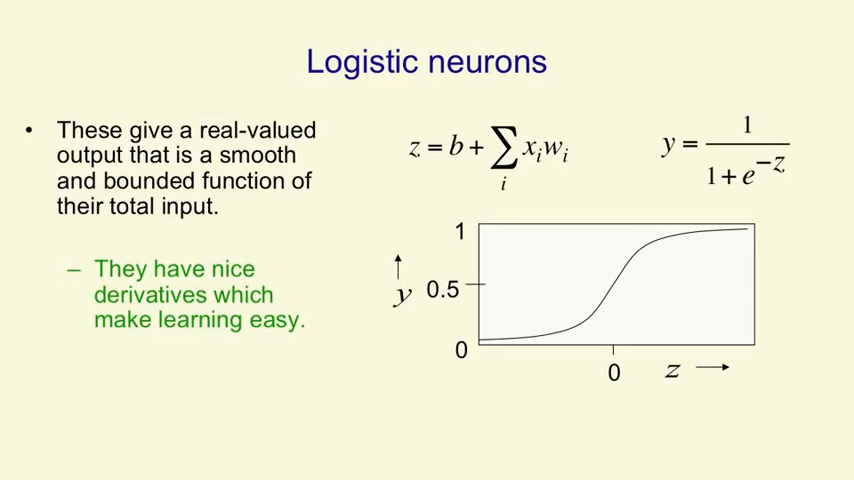 Logistic neurons
• These give a real-valued
output that is a smooth
and bounded function of
their total input.
– They have nice
derivatives which
make learning easy.
z = b + ∑ x_i w_i
i
y = 1 / (1 + e^{−z})
1
0.5
0
y
0
z